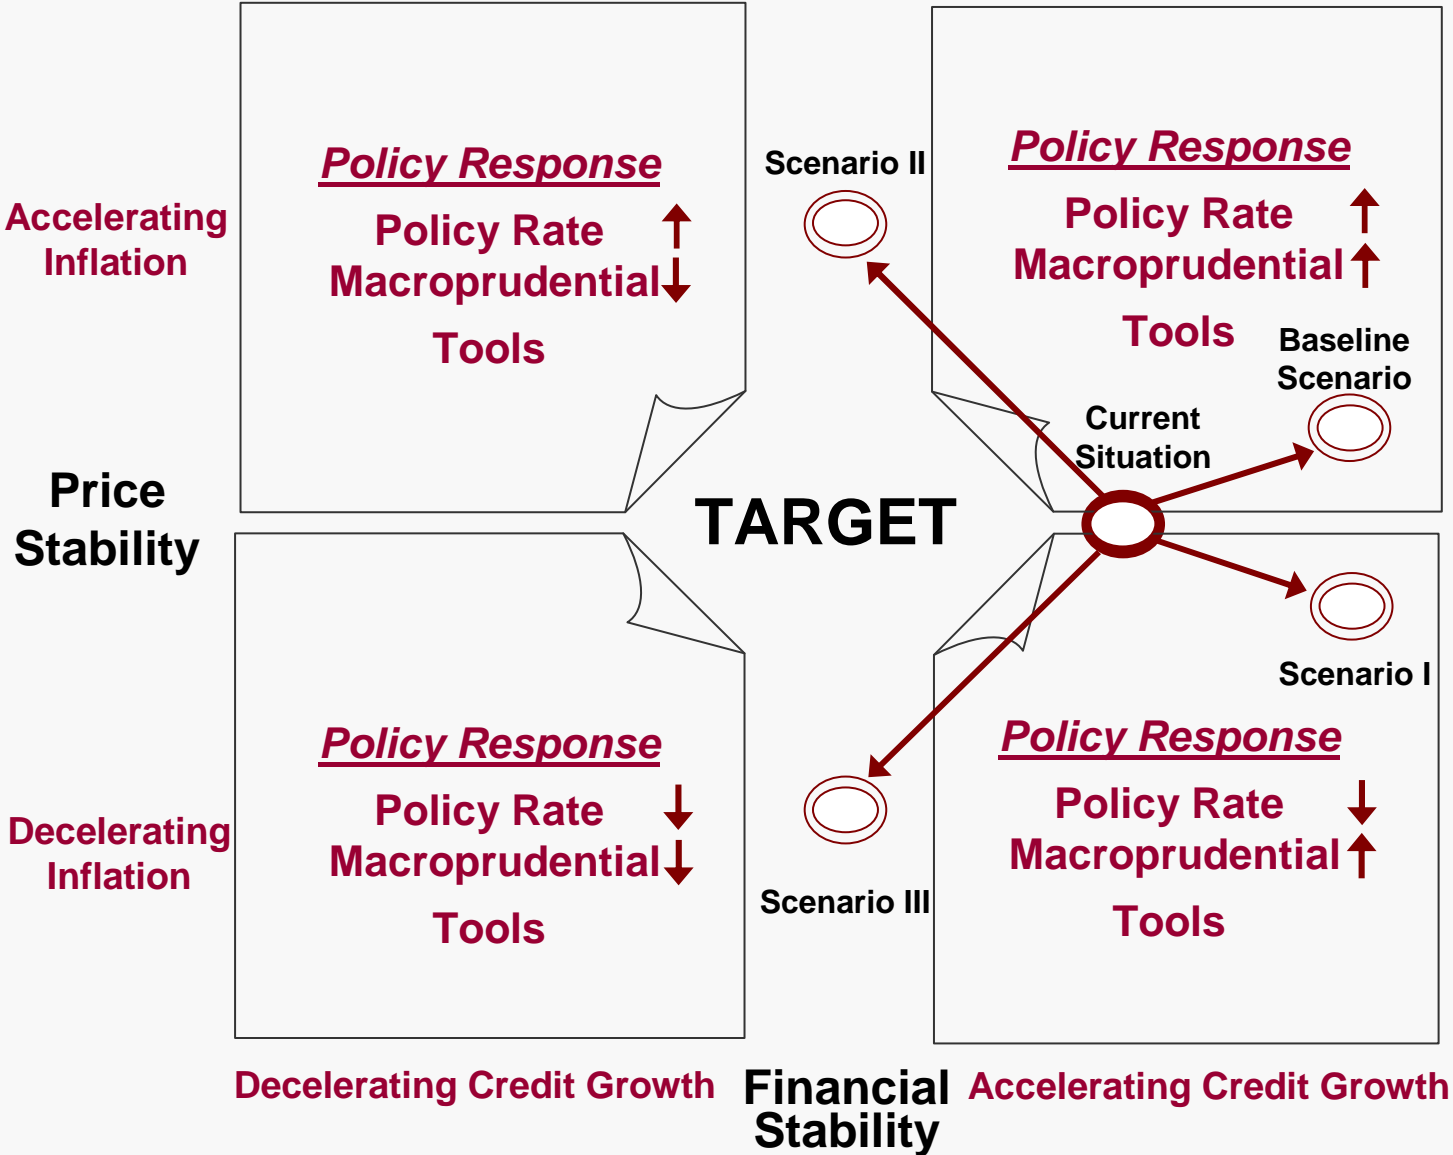 Policy Response
Policy Rate
Macroprudential
Tools
Scenario II
Policy Response
Policy Rate
Macroprudential
Tools
Accelerating
Inflation
Baseline
Scenario
Current
Situation
Price
Stability
TARGET
Scenario I
Policy Response
Policy Rate
Macroprudential
Tools
Scenario III
Policy Response
Policy Rate
Macroprudential
Tools
Decelerating
Inflation
Decelerating Credit Growth
Financial
Stability
Accelerating Credit Growth